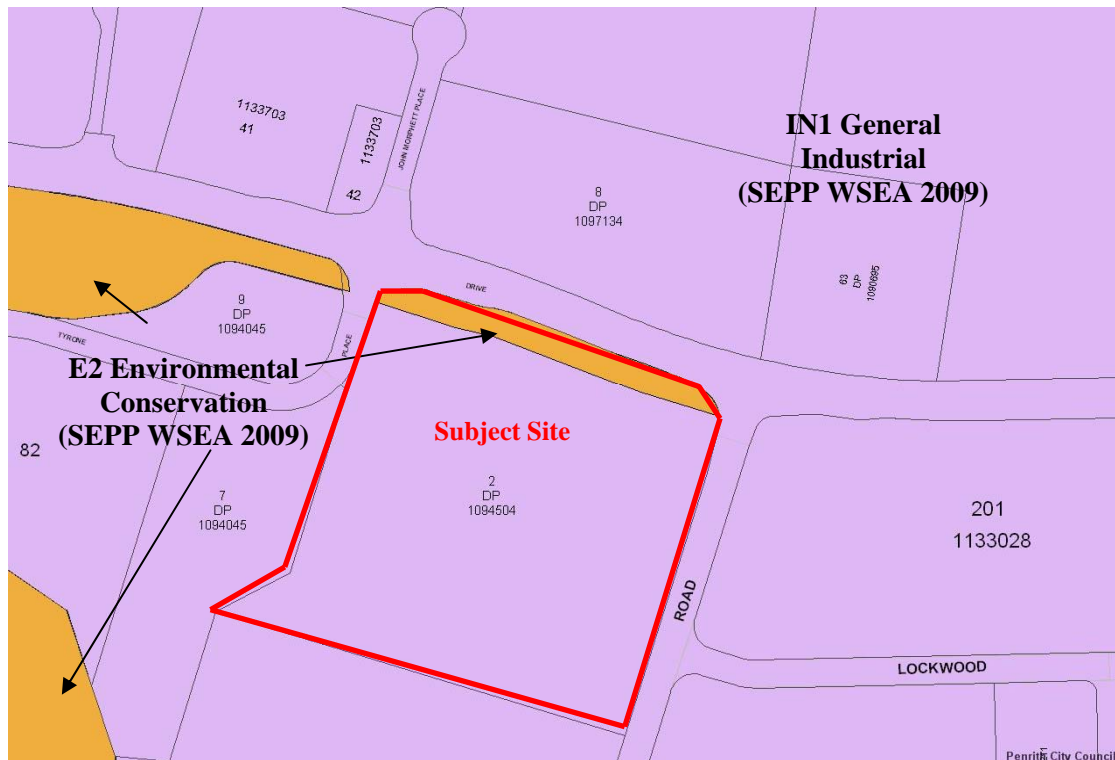 1133703
41
1133703
42
JOHN MORPHETT PLACE
IN1 General
Industrial
(SEPP WSEA 2009)
8
DP
1097134
63
DP
1090695
DRIVE
9
DP
1094045
TYRONE
PLACE
E2 Environmental
Conservation
(SEPP WSEA 2009)
Subject Site
82
7
DP
1094045
2
DP
1094504
201
1133028
ROAD
LOCKWOOD
Penrith City Council